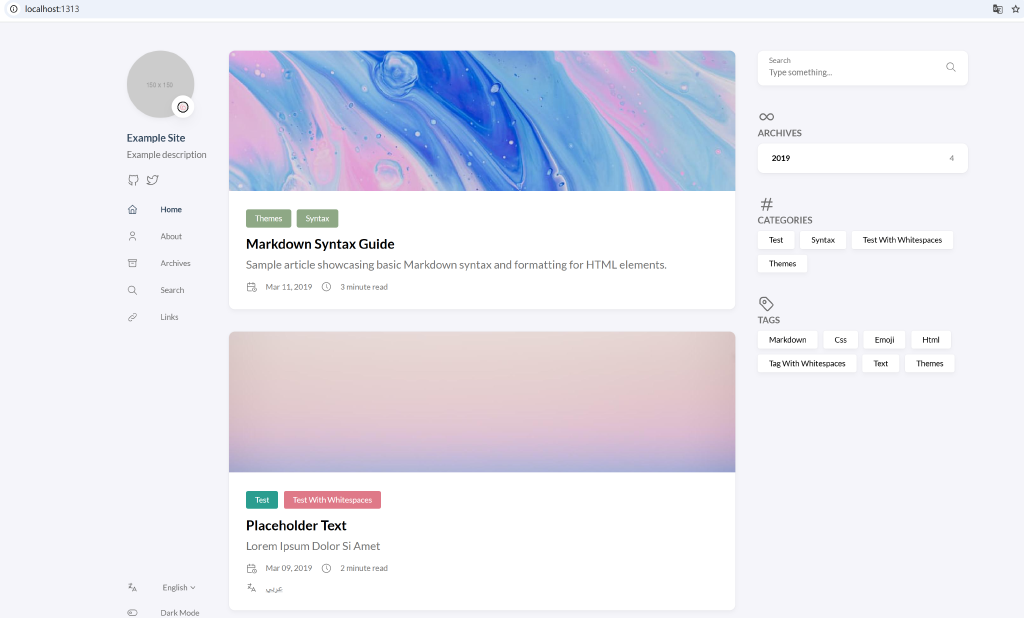 localhost:1313
150 x 150
Example Site
Example description
Home
About
Archives
Search
Links
English
Dark Mode
Themes Syntax
Markdown Syntax Guide
Sample article showcasing basic Markdown syntax and formatting for HTML elements.
Mar 11, 2019 3 minute read
Test Test With Whitespaces
Placeholder Text
Lorem Ipsum Dolor Si Amet
Mar 09, 2019 2 minute read
عربي
Search
Type something...
ARCHIVES
2019 4
CATEGORIES
Test Syntax Test With Whitespaces
Themes
TAGS
Markdown Css Emoji Html
Tag With Whitespaces Text Themes